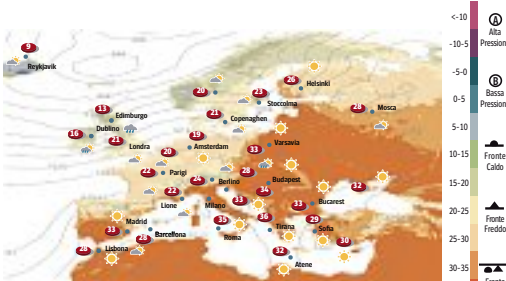 9
Reykjavik
20
26
Helsinki
23
Stoccolma
28
Mosca
13
Edimburgo
21
Copenaghen
16
Dublino
21
Londra
19
Amsterdam
33
Varsavia
20
22
Parigi
24
Berlino
28
Budapest
34
32
22
Lione
33
Milano
33
Bucarest
33
Madrid
28
Barcellona
35
Roma
36
Tirana
29
Sofia
30
28
Lisbona
32
Atene
<-10
-10-5
-5-0
0-5
5-10
10-15
15-20
20-25
25-30
30-35
A
Alta
Pression
B
Bassa
Pression
Fronte
Caldo
Fronte
Freddo